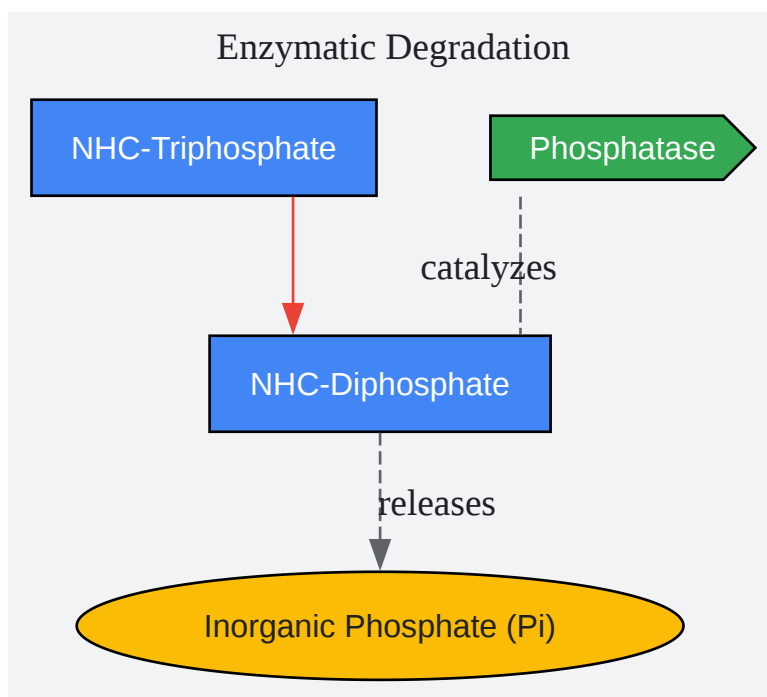 Enzymatic Degradation
NHC-Triphosphate
Phosphatase
catalyzes
NHC-Diphosphate
releases
Inorganic Phosphate (Pi)